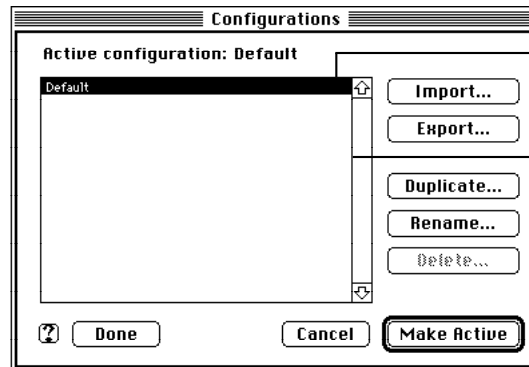 Configurations
Active configuration: Default
Default
Import...
Export...
Duplicate...
Rename...
Delete...
?
Done
Cancel
Make Active